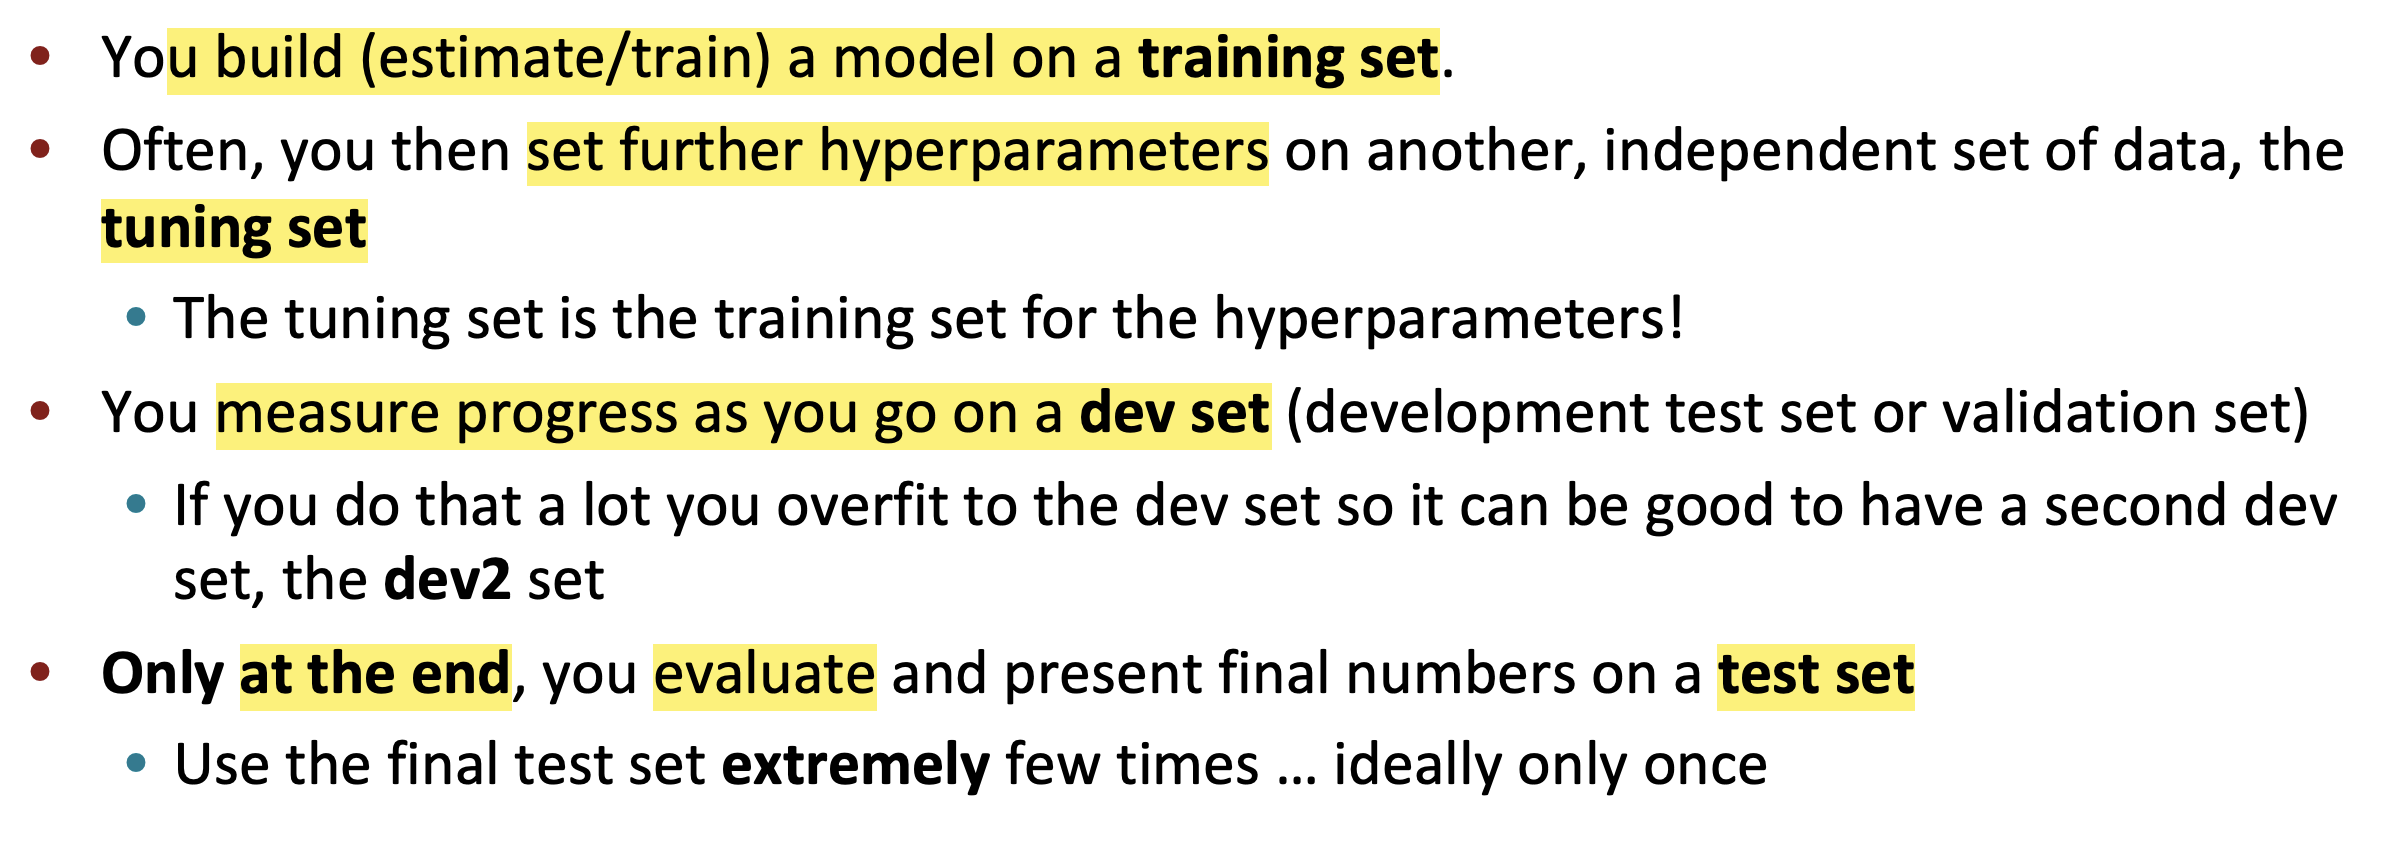 • You build (estimate/train) a model on a training set.
• Often, you then set further hyperparameters on another, independent set of data, the
tuning set
• The tuning set is the training set for the hyperparameters!
• You measure progress as you go on a dev set (development test set or validation set)
• If you do that a lot you overfit to the dev set so it can be good to have a second dev
set, the dev2 set
• Only at the end, you evaluate and present final numbers on a test set
• Use the final test set extremely few times … ideally only once